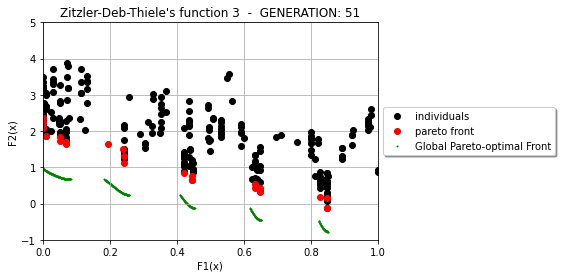 Zitzler-Deb-Thiele's function 3 - GENERATION: 51
F2(x)
5
4
3
2
1
0
−1
0.0 0.2 0.4 0.6 0.8 1.0
F1(x)
individuals
pareto front
Global Pareto-optimal Front